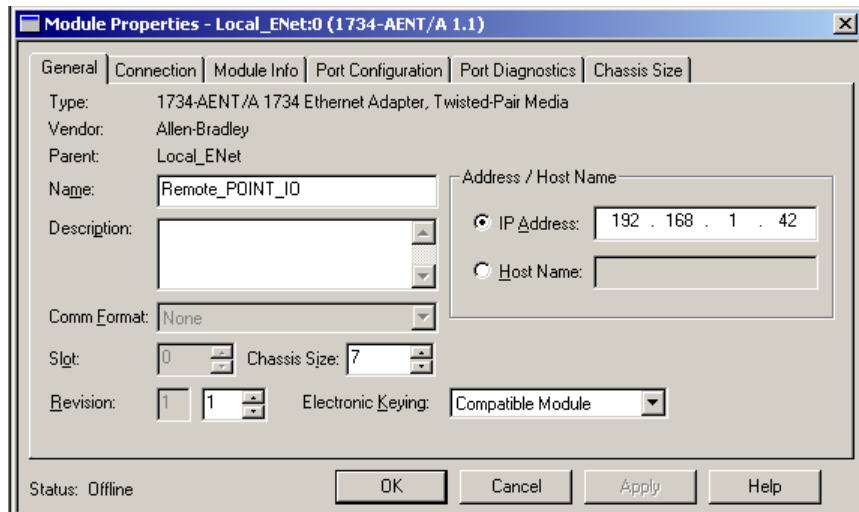 Module Properties - Local_ENet:0 (1734-AENT/A 1.1)
General Connection Module Info Port Configuration Port Diagnostics Chassis Size
Type: 1734-AENT/A 1734 Ethernet Adapter, Twisted-Pair Media
Vendor: Allen-Bradley
Parent: Local_ENet
Name: Remote_POINT_IO
Address / Host Name
IP Address: 192 . 168 . 1 . 42
Description:
Host Name:
Comm Format: None
Slot: 0 Chassis Size: 7
Revision: 1 1 Electronic Keying: Compatible Module
Status: Offline OK Cancel Apply Help